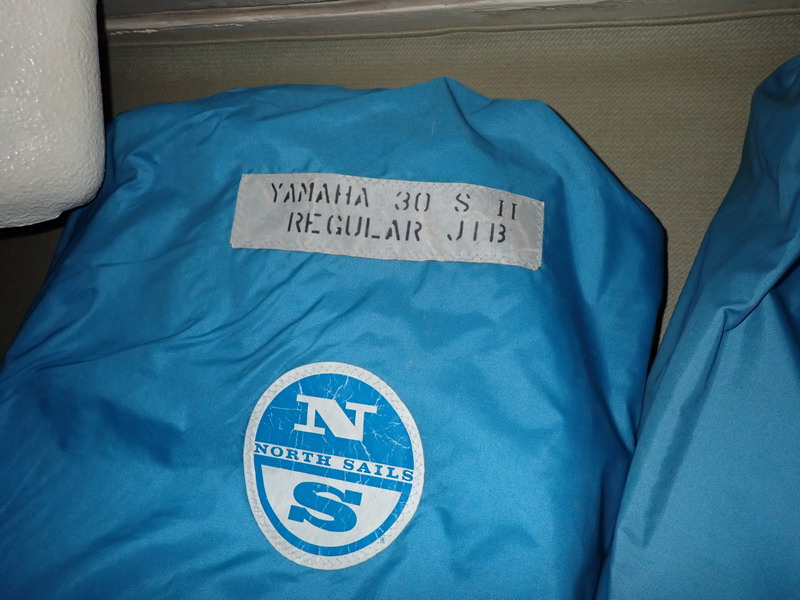 YAMAHA 30 S II
REGULAR JIB
N
NORTH SAILS
S